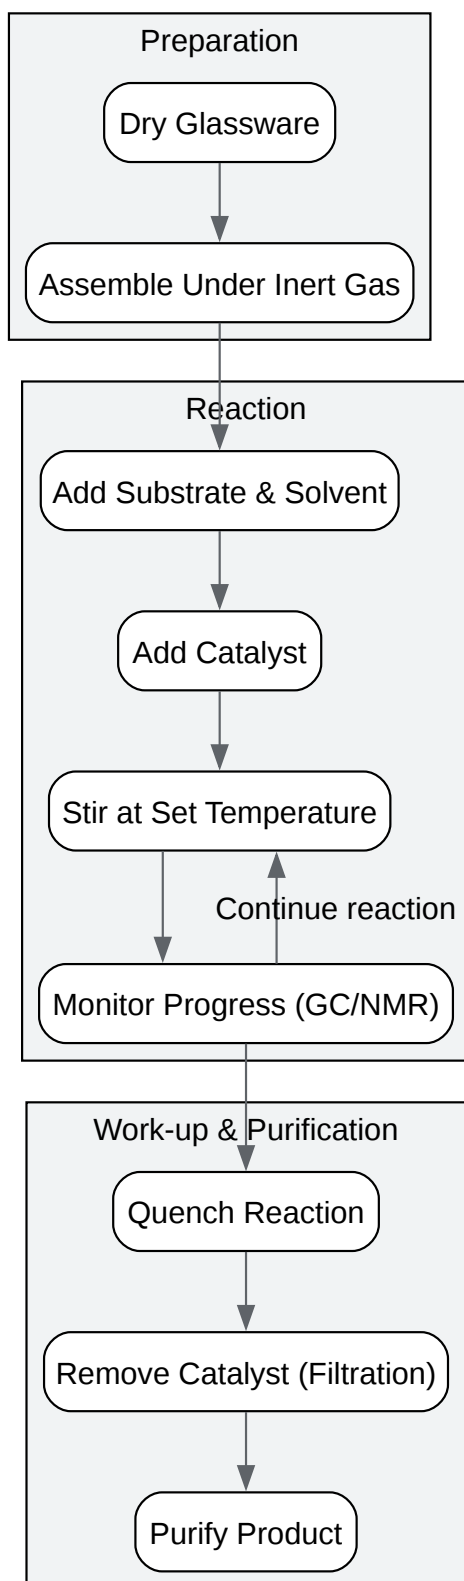 Preparation
Dry Glassware
Assemble Under Inert Gas
Reaction
Add Substrate & Solvent
Add Catalyst
Stir at Set Temperature
Continue reaction
Monitor Progress (GC/NMR)
Work-up & Purification
Quench Reaction
Remove Catalyst (Filtration)
Purify Product